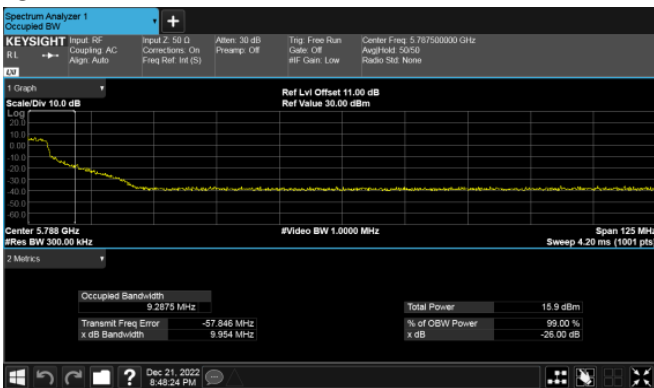 Spectrum Analyzer 1
Occupied BW
+
KEYSIGHT
R L
LXI
Input: RF
Coupling: AC
Align: Auto
Input Z: 50 Ω
Corrections: On
Freq Ref: Int (S)
Atten: 30 dB
Preamp: Off
Trig: Free Run
Gate: Off
#IF Gain: Low
Center Freq: 5.787500000 GHz
Avg|Hold: 50/50
Radio Std: None
1 Graph
Scale/Div 10.0 dB
Ref Lvl Offset 11.00 dB
Ref Value 30.00 dBm
Log
20.0
10.0
0.00
-10.0
-20.0
-30.0
-40.0
-50.0
-60.0
Center 5.788 GHz
#Res BW 300.00 kHz
#Video BW 1.0000 MHz
Span 125 MHz
Sweep 4.20 ms (1001 pts)
2 Metrics
Occupied Bandwidth
9.2875 MHz
Transmit Freq Error -57.846 MHz
x dB Bandwidth 9.954 MHz
Total Power 15.9 dBm
% of OBW Power 99.00 %
x dB -26.00 dB
?
Dec 21, 2022
8:48:24 PM